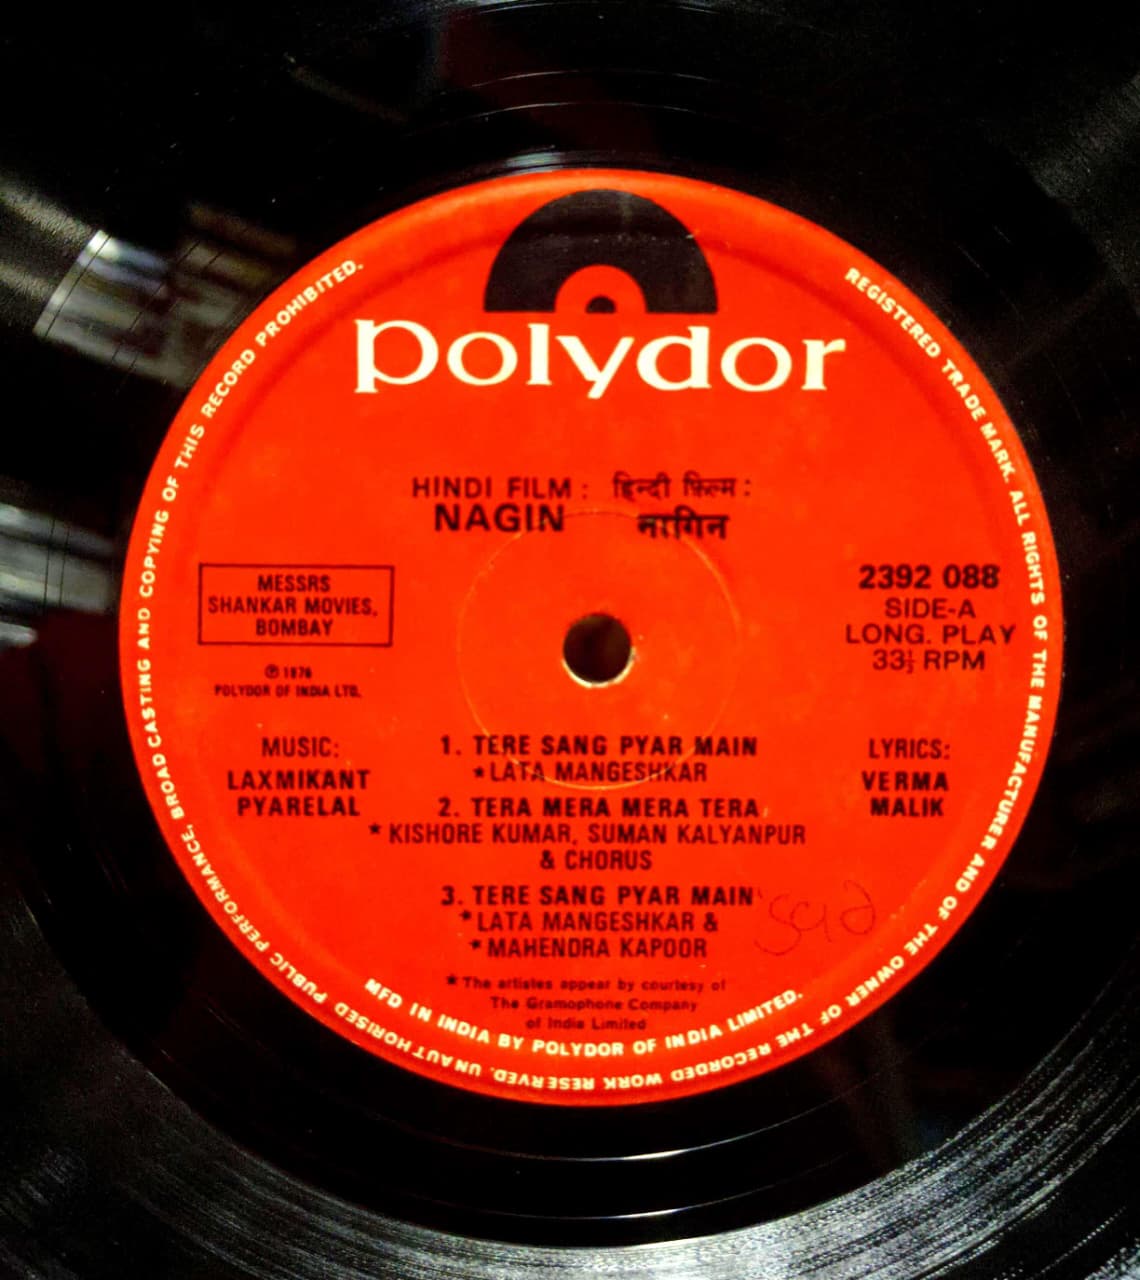 polydor
REGISTERED TRADE MARK. ALL RIGHTS OF THE MANUFACTURER AND OF THE OWNER OF THE RECORDED WORK RESERVED. UNAUTHORISED PUBLIC PERFORMANCE, BROADCASTING AND COPYING OF THIS RECORD PROHIBITED.
HINDI FILM : हिन्दी फ़िल्म :
NAGIN नागिन
MESSRS
SHANKAR MOVIES,
BOMBAY
℗ 1976
POLYDOR OF INDIA LTD.
2392 088
SIDE-A
LONG. PLAY
33⅓ RPM
MUSIC:
LAXMIKANT
PYARELAL
1. TERE SANG PYAR MAIN
*LATA MANGESHKAR
2. TERA MERA MERA TERA
*KISHORE KUMAR, SUMAN KALYANPUR
& CHORUS
3. TERE SANG PYAR MAIN
*LATA MANGESHKAR &
*MAHENDRA KAPOOR
LYRICS:
VERMA
MALIK
sad
*The artistes appear by courtesy of
The Gramophone Company
of India Limited
MFD IN INDIA BY POLYDOR OF INDIA LIMITED.